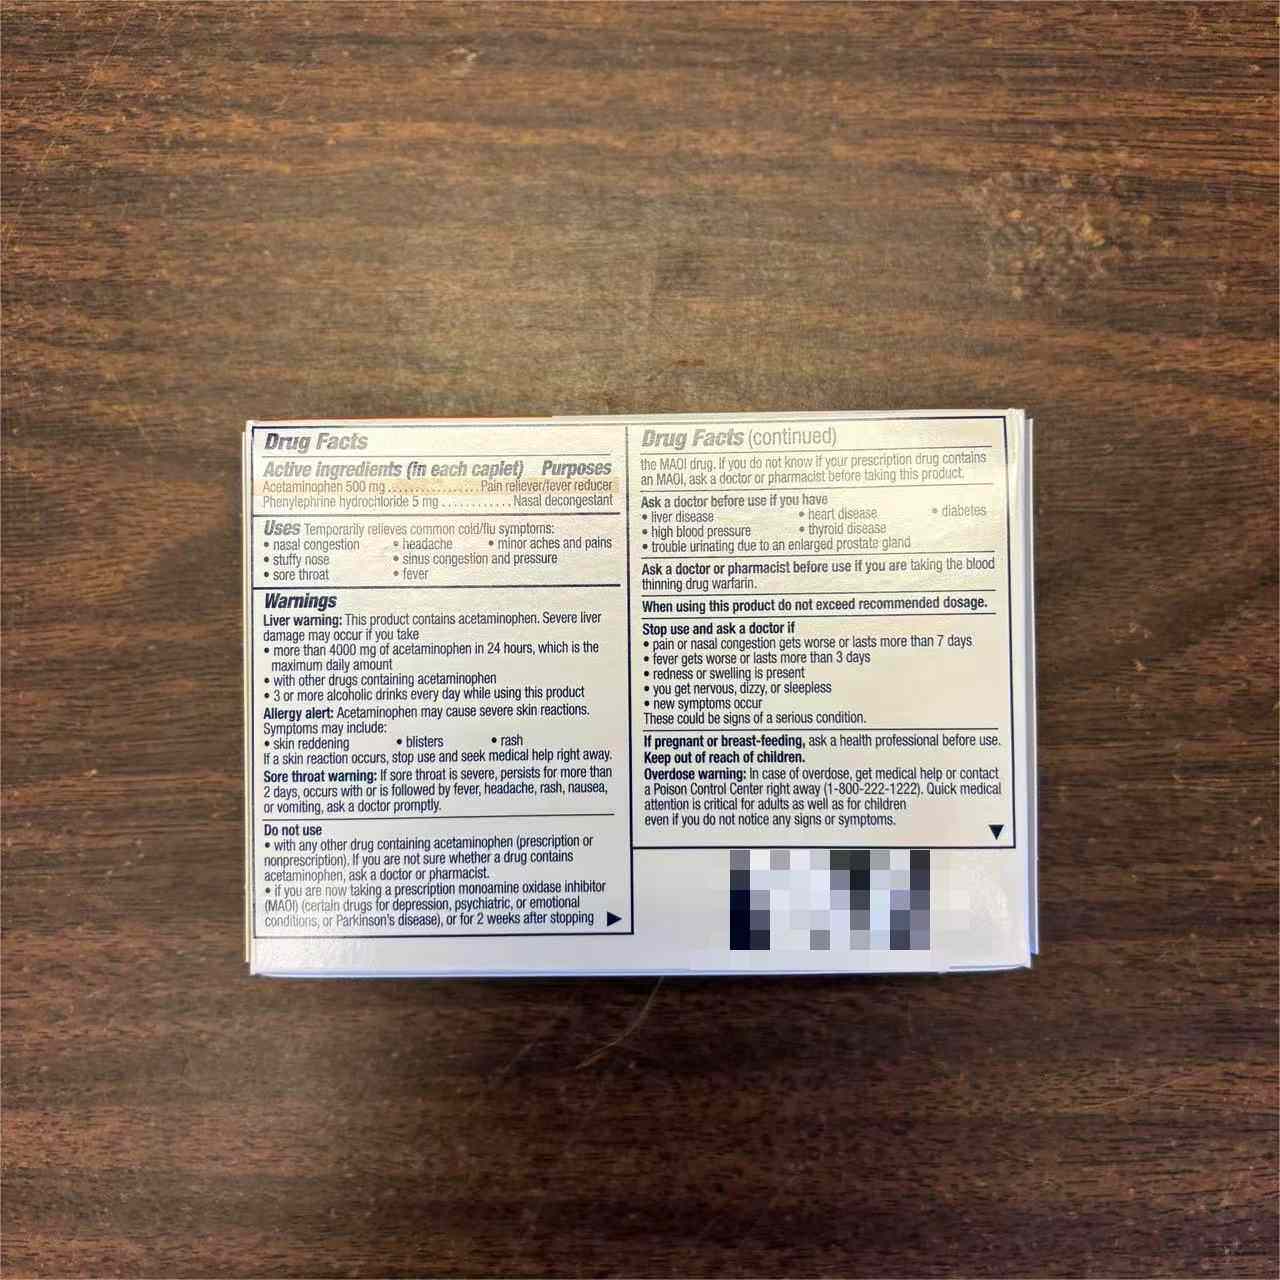 Drug Facts
Active ingredients (in each caplet) Purposes
Acetaminophen 500 mg ................. Pain reliever/fever reducer
Phenylephrine hydrochloride 5 mg ............ Nasal decongestant
Uses Temporarily relieves common cold/flu symptoms:
• nasal congestion • headache • minor aches and pains
• stuffy nose • sinus congestion and pressure
• sore throat • fever
Warnings
Liver warning: This product contains acetaminophen. Severe liver
damage may occur if you take
• more than 4000 mg of acetaminophen in 24 hours, which is the
maximum daily amount
• with other drugs containing acetaminophen
• 3 or more alcoholic drinks every day while using this product
Allergy alert: Acetaminophen may cause severe skin reactions.
Symptoms may include:
• skin reddening • blisters • rash
If a skin reaction occurs, stop use and seek medical help right away.
Sore throat warning: If sore throat is severe, persists for more than
2 days, occurs with or is followed by fever, headache, rash, nausea,
or vomiting, ask a doctor promptly.
Do not use
• with any other drug containing acetaminophen (prescription or
nonprescription). If you are not sure whether a drug contains
acetaminophen, ask a doctor or pharmacist.
• if you are now taking a prescription monoamine oxidase inhibitor
(MAOI) (certain drugs for depression, psychiatric, or emotional
conditions, or Parkinson's disease), or for 2 weeks after stopping
Drug Facts (continued)
the MAOI drug. If you do not know if your prescription drug contains
an MAOI, ask a doctor or pharmacist before taking this product.
Ask a doctor before use if you have
• liver disease • heart disease • diabetes
• high blood pressure • thyroid disease
• trouble urinating due to an enlarged prostate gland
Ask a doctor or pharmacist before use if you are taking the blood
thinning drug warfarin.
When using this product do not exceed recommended dosage.
Stop use and ask a doctor if
• pain or nasal congestion gets worse or lasts more than 7 days
• fever gets worse or lasts more than 3 days
• redness or swelling is present
• you get nervous, dizzy, or sleepless
• new symptoms occur
These could be signs of a serious condition.
If pregnant or breast-feeding, ask a health professional before use.
Keep out of reach of children.
Overdose warning: In case of overdose, get medical help or contact
a Poison Control Center right away (1-800-222-1222). Quick medical
attention is critical for adults as well as for children
even if you do not notice any signs or symptoms.